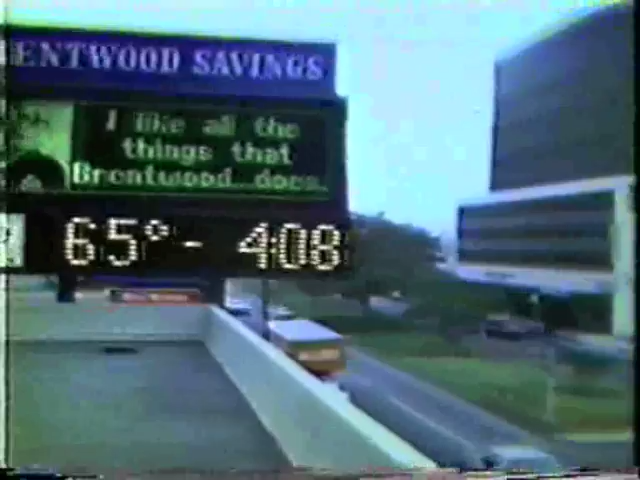 ENTWOOD SAVINGS
I like all the
things that
Brentwood does.
65°- 4:08